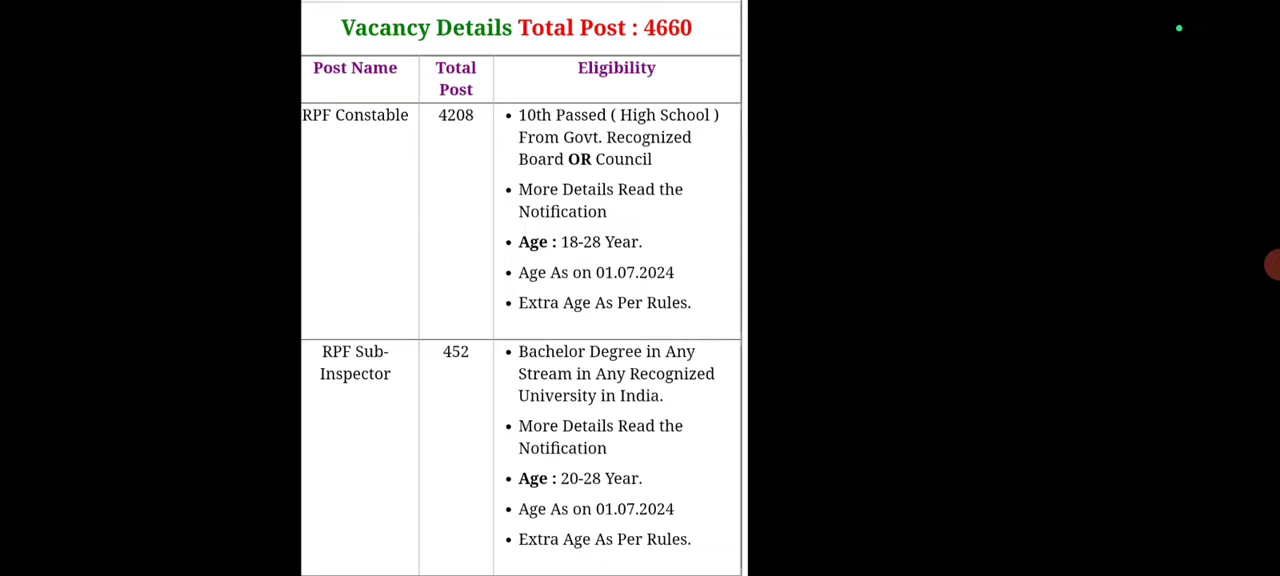 Vacancy Details Total Post : 4660
Post Name
Total
Post
Eligibility
RPF Constable
4208
• 10th Passed ( High School )
From Govt. Recognized
Board OR Council
• More Details Read the
Notification
• Age : 18-28 Year.
• Age As on 01.07.2024
• Extra Age As Per Rules.
RPF Sub-
Inspector
452
• Bachelor Degree in Any
Stream in Any Recognized
University in India.
• More Details Read the
Notification
• Age : 20-28 Year.
• Age As on 01.07.2024
• Extra Age As Per Rules.